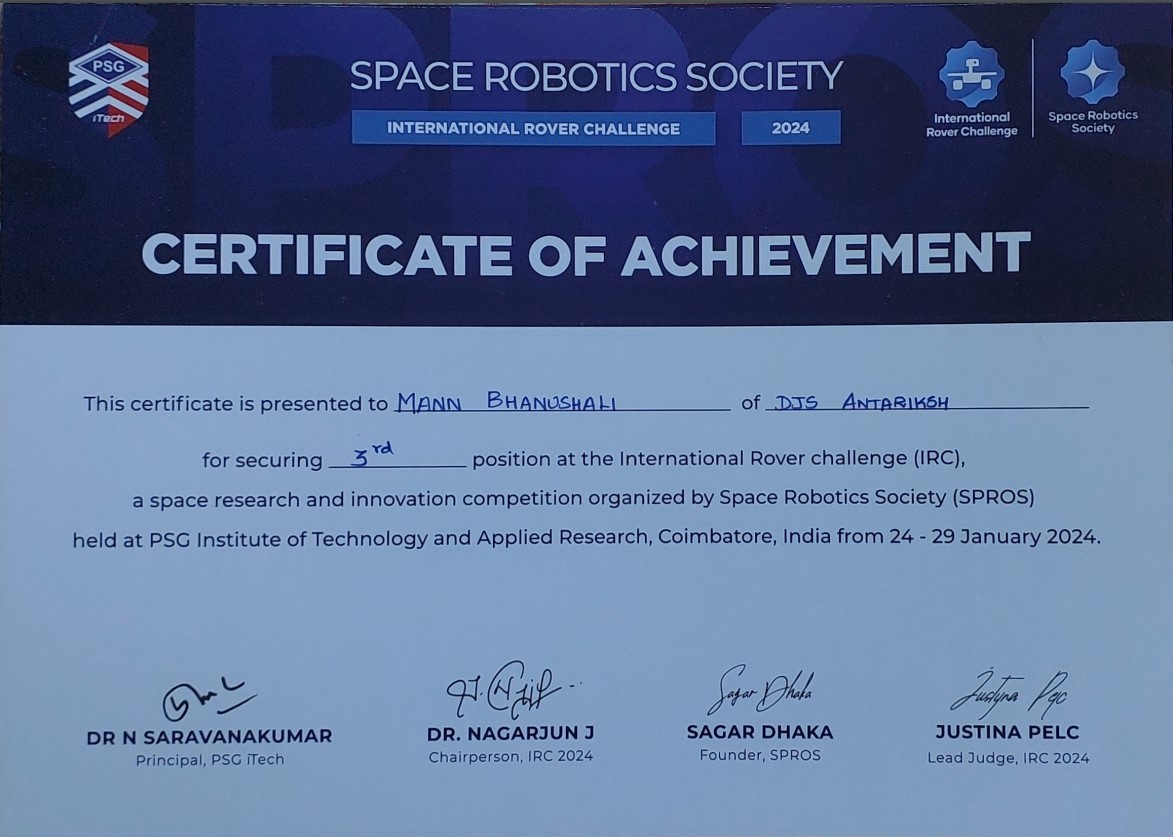 PSG
iTech
SPACE ROBOTICS SOCIETY
INTERNATIONAL ROVER CHALLENGE 2024
International
Rover Challenge
Space Robotics
Society
CERTIFICATE OF ACHIEVEMENT
This certificate is presented to MANN BHANUSHALI of DJS ANTARIKSH
for securing 3rd position at the International Rover challenge (IRC),
a space research and innovation competition organized by Space Robotics Society (SPROS)
held at PSG Institute of Technology and Applied Research, Coimbatore, India from 24 - 29 January 2024.
Sagar Dhaka
Justyna Pelc
DR N SARAVANAKUMAR
Principal, PSG iTech
DR. NAGARJUN J
Chairperson, IRC 2024
SAGAR DHAKA
Founder, SPROS
JUSTINA PELC
Lead Judge, IRC 2024